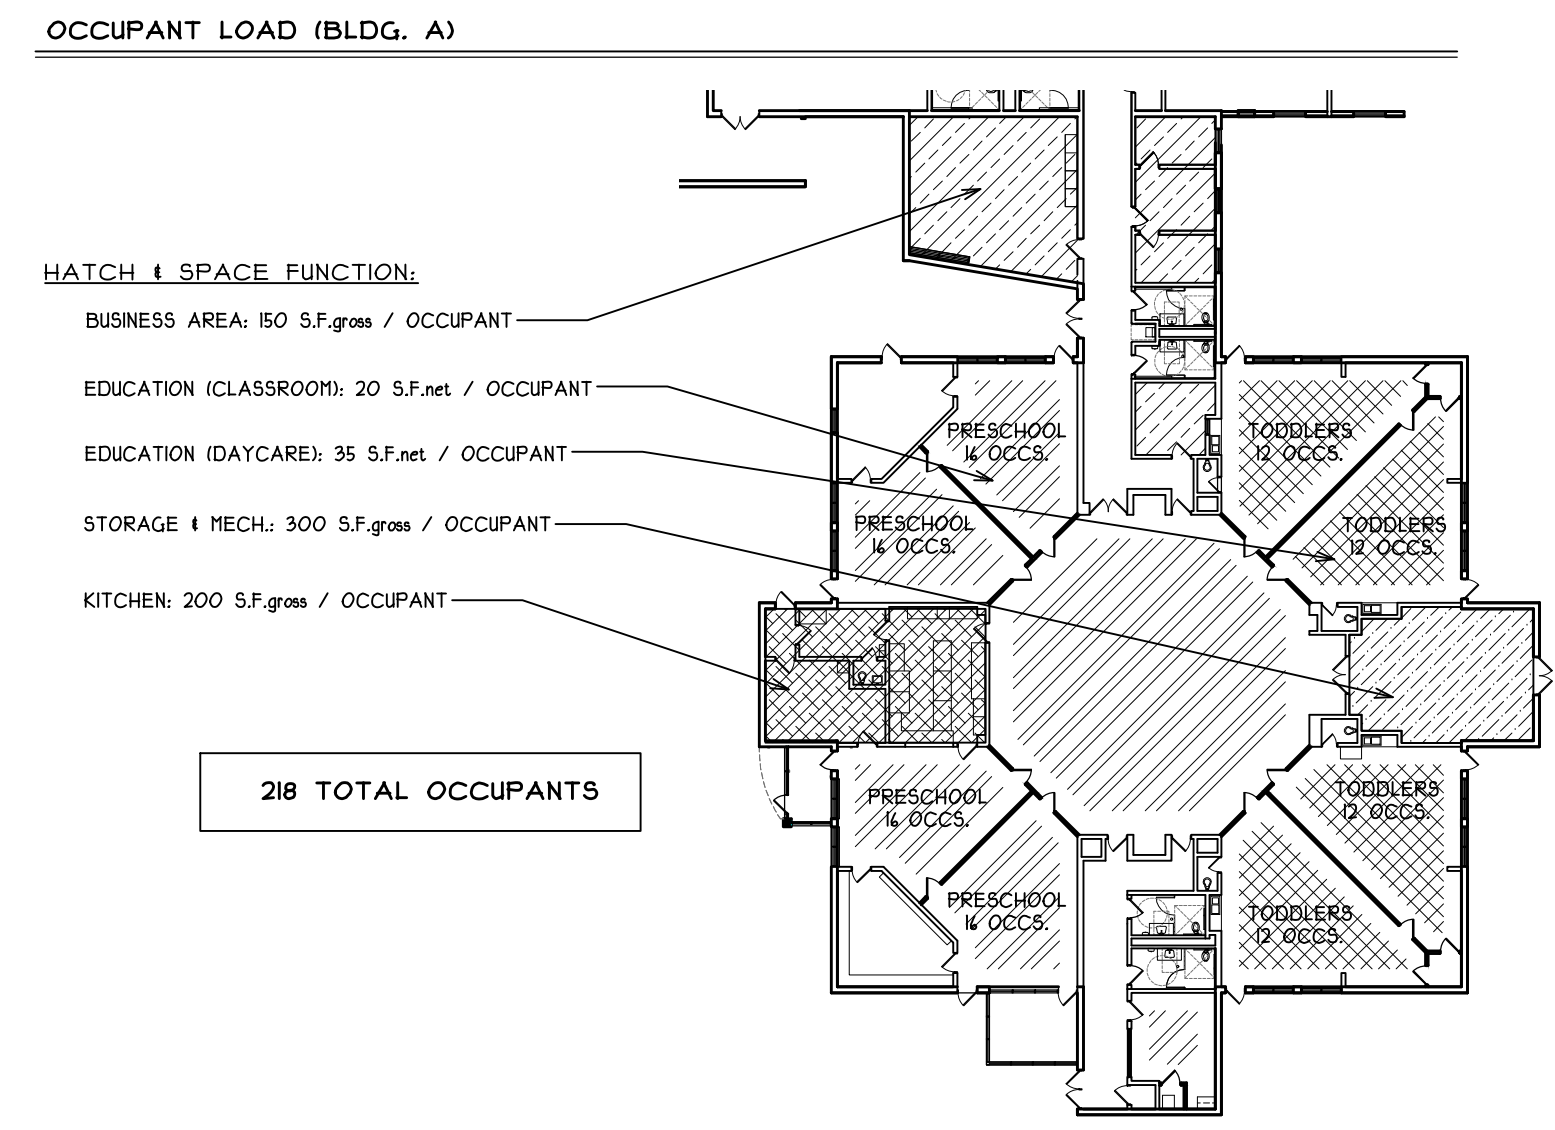 OCCUPANT LOAD (BLDG. A)
HATCH & SPACE FUNCTION:
BUSINESS AREA: 150 S.F.gross / OCCUPANT
EDUCATION (CLASSROOM): 20 S.F.net / OCCUPANT
EDUCATION (DAYCARE): 35 S.F.net / OCCUPANT
STORAGE & MECH.: 300 S.F.gross / OCCUPANT
KITCHEN: 200 S.F.gross / OCCUPANT
218 TOTAL OCCUPANTS
PRESCHOOL
16 OCCS.
TODDLERS
12 OCCS.
PRESCHOOL
16 OCCS.
TODDLERS
12 OCCS.
PRESCHOOL
16 OCCS.
TODDLERS
12 OCCS.
PRESCHOOL
16 OCCS.
TODDLERS
12 OCCS.